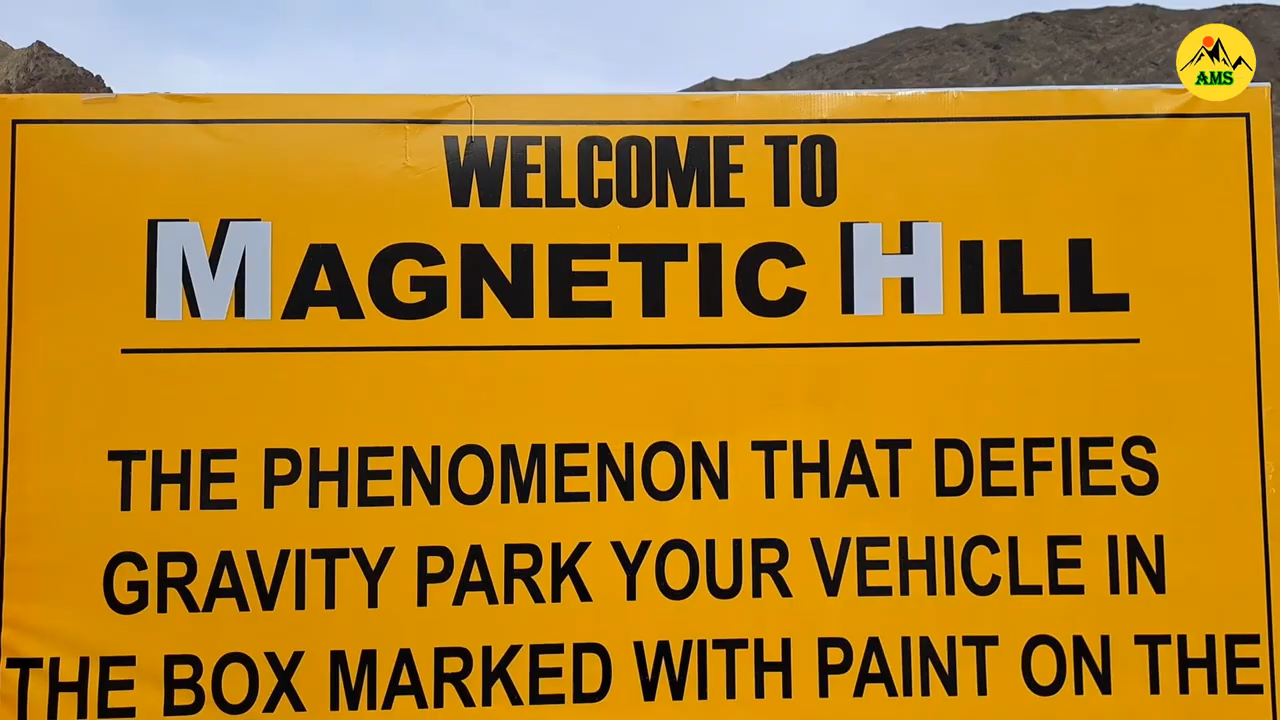 AMS
WELCOME TO
MAGNETIC HILL
THE PHENOMENON THAT DEFIES
GRAVITY PARK YOUR VEHICLE IN
THE BOX MARKED WITH PAINT ON THE